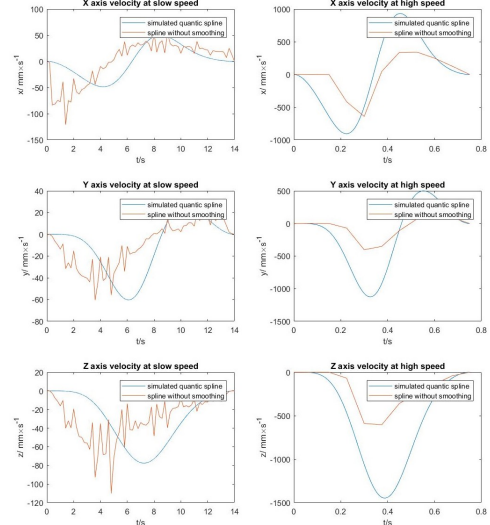 X axis velocity at slow speed
100
50
0
-50
-100
-150
x/ mm×s⁻¹
simulated quantic spline
spline without smoothing
0 2 4 6 8 10 12 14
t/s
X axis velocity at high speed
1000
500
0
-500
-1000
x/ mm×s⁻¹
simulated quantic spline
spline without smoothing
0 0.2 0.4 0.6 0.8
t/s
Y axis velocity at slow speed
40
20
0
-20
-40
-60
-80
y/ mm×s⁻¹
simulated quantic spline
spline without smoothing
0 2 4 6 8 10 12 14
t/s
Y axis velocity at high speed
500
0
-500
-1000
-1500
y/ mm×s⁻¹
simulated quantic spline
spline without smoothing
0 0.2 0.4 0.6 0.8
t/s
Z axis velocity at slow speed
20
0
-20
-40
-60
-80
-100
-120
z/ mm×s⁻¹
simulated quantic spline
spline without smoothing
0 2 4 6 8 10 12 14
t/s
Z axis velocity at high speed
0
-500
-1000
-1500
z/ mm×s⁻¹
simulated quantic spline
spline without smoothing
0 0.2 0.4 0.6 0.8
t/s